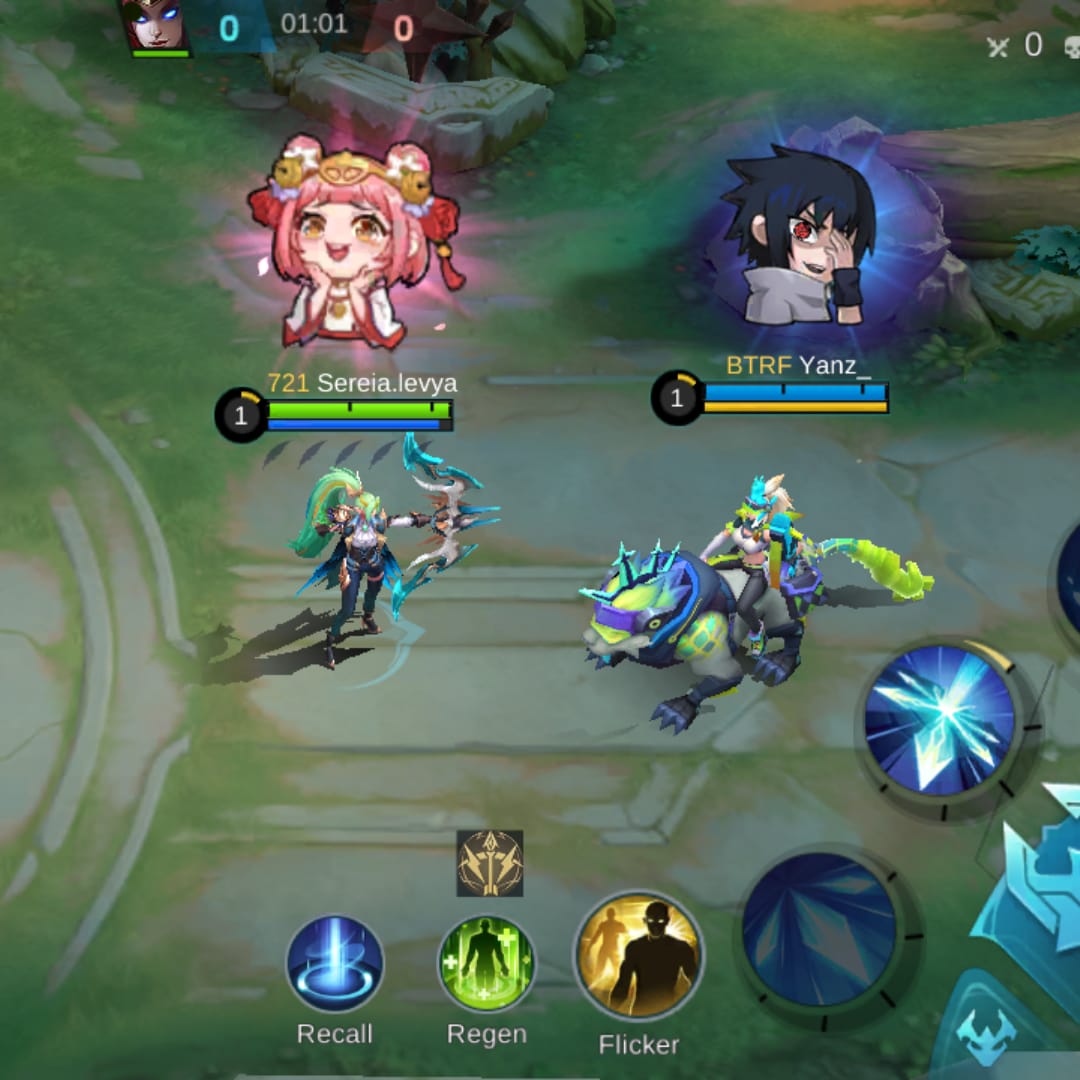 0 01:01 0
0
721 Sereia.levya
BTRF Yanz_
1
1
Recall
Regen
Flicker